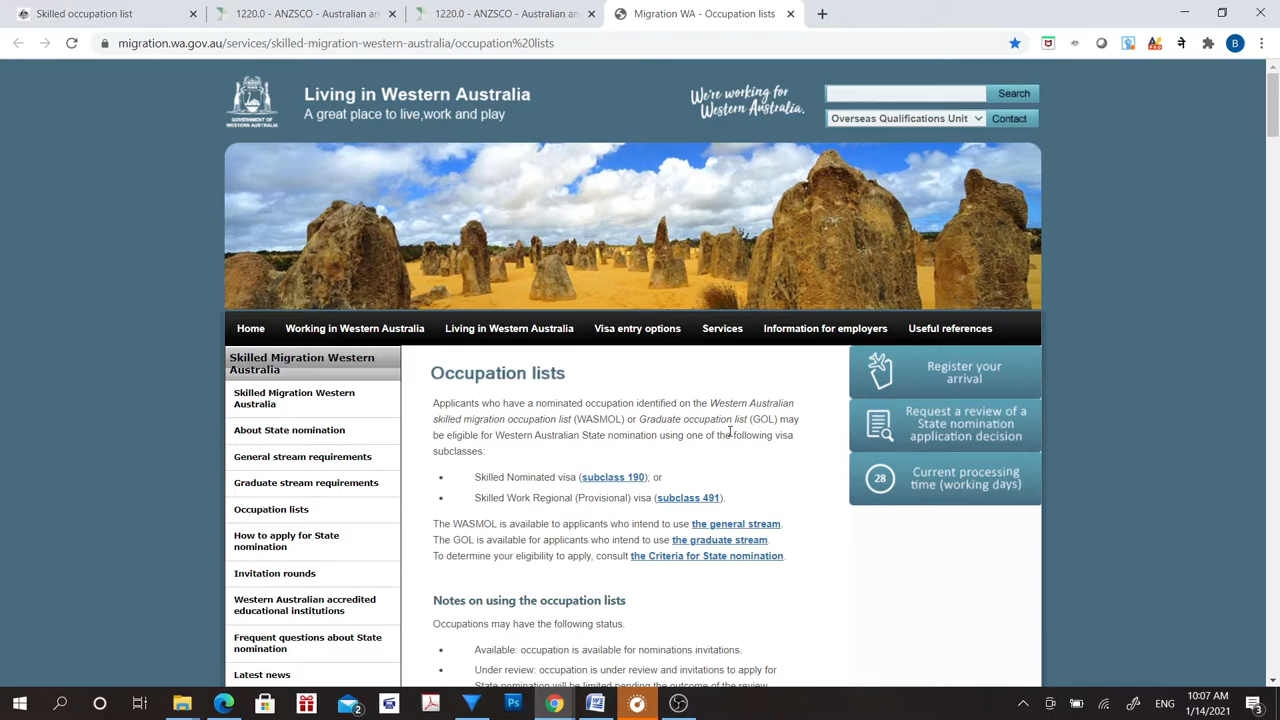 Skilled occupation list
1220.0 - ANZSCO - Australian an
1220.0 - ANZSCO - Australian an
Migration WA - Occupation lists
migration.wa.gov.au/services/skilled-migration-western-australia/occupation%20lists
B
GOVERNMENT OF
WESTERN AUSTRALIA
Living in Western Australia
A great place to live,work and play
We're working for
Western Australia.
Search
Overseas Qualifications Unit
Contact
Home
Working in Western Australia
Living in Western Australia
Visa entry options
Services
Information for employers
Useful references
Skilled Migration Western
Australia
Skilled Migration Western
Australia
About State nomination
General stream requirements
Graduate stream requirements
Occupation lists
How to apply for State
nomination
Invitation rounds
Western Australian accredited
educational institutions
Frequent questions about State
nomination
Latest news
Occupation lists
Applicants who have a nominated occupation identified on the Western Australian
skilled migration occupation list (WASMOL) or Graduate occupation list (GOL) may
be eligible for Western Australian State nomination using one of the following visa
subclasses:
• Skilled Nominated visa (subclass 190); or
• Skilled Work Regional (Provisional) visa (subclass 491).
The WASMOL is available to applicants who intend to use the general stream.
The GOL is available for applicants who intend to use the graduate stream.
To determine your eligibility to apply, consult the Criteria for State nomination.
Notes on using the occupation lists
Occupations may have the following status.
• Available: occupation is available for nominations invitations.
• Under review: occupation is under review and invitations to apply for
State nomination will be limited pending the outcome of the review
Register your
arrival
Request a review of a
State nomination
application decision
28
Current processing
time (working days)
2
Ps
ENG
10:07 AM
1/14/2021
3